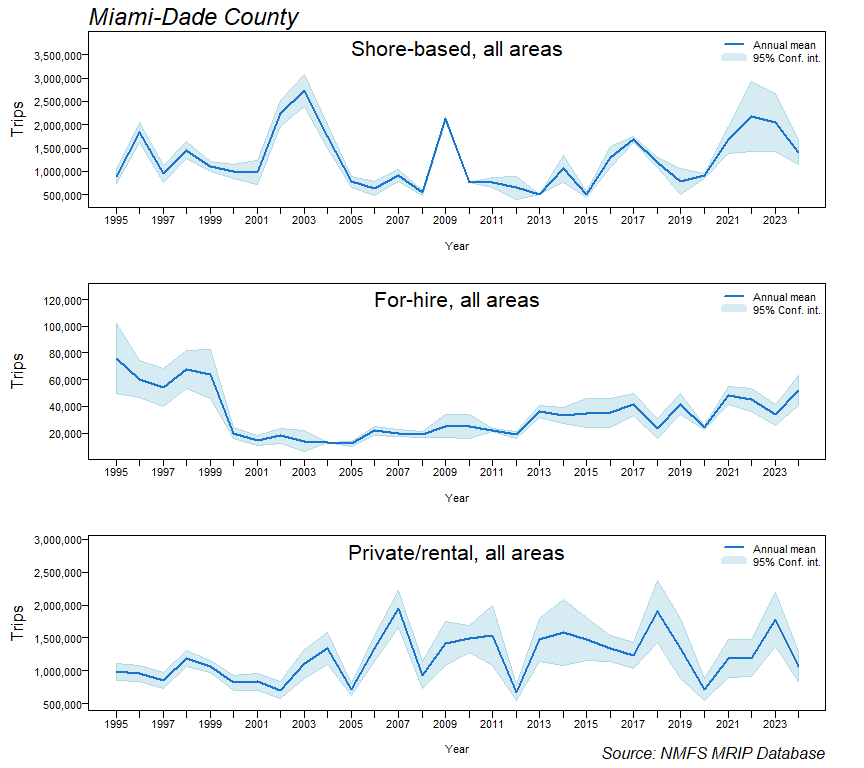 Miami-Dade County
Shore-based, all areas
Annual mean
95% Conf. int.
Trips
3,500,000
3,000,000
2,500,000
2,000,000
1,500,000
1,000,000
500,000
1995 1997 1999 2001 2003 2005 2007 2009 2011 2013 2015 2017 2019 2021 2023
Year
For-hire, all areas
Annual mean
95% Conf. int.
Trips
120,000
100,000
80,000
60,000
40,000
20,000
1995 1997 1999 2001 2003 2005 2007 2009 2011 2013 2015 2017 2019 2021 2023
Year
Private/rental, all areas
Annual mean
95% Conf. int.
Trips
3,000,000
2,500,000
2,000,000
1,500,000
1,000,000
500,000
1995 1997 1999 2001 2003 2005 2007 2009 2011 2013 2015 2017 2019 2021 2023
Year
Source: NMFS MRIP Database